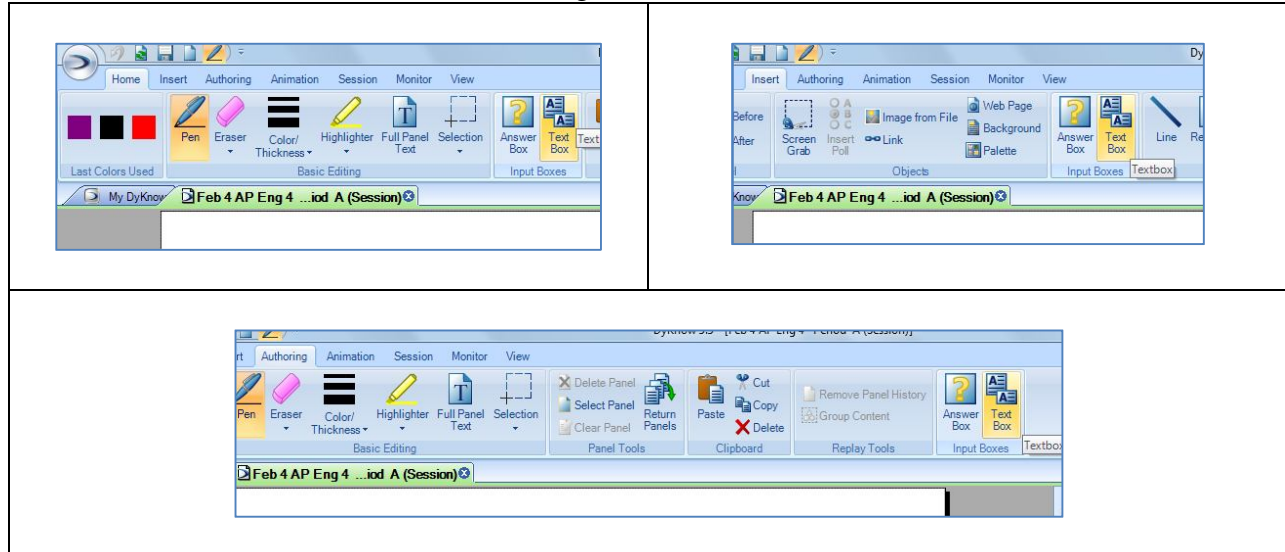 Home Insert Authoring Animation Session Monitor View
Pen Eraser Color/ Thickness Highlighter Full Panel Text Selection Answer Box Text Box Text
Last Colors Used Basic Editing Input Boxes
My DyKnow Feb 4 AP Eng 4 ...iod A (Session)
Dy
Insert Authoring Animation Session Monitor View
Before Image from File Web Page
After Screen Grab Insert Poll Link Background Answer Box Text Box Line Re
Palette
Objects Input Boxes Textbox
Know Feb 4 AP Eng 4 ...iod A (Session)
rt Authoring Animation Session Monitor View
Delete Panel Cut
Pen Eraser Color/ Thickness Highlighter Full Panel Text Selection Select Panel Return Panels Paste Copy Remove Panel History Answer Box Text Box
Clear Panel Delete Group Content
Basic Editing Panel Tools Clipboard Replay Tools Input Boxes Textbo
Feb 4 AP Eng 4 ...iod A (Session)